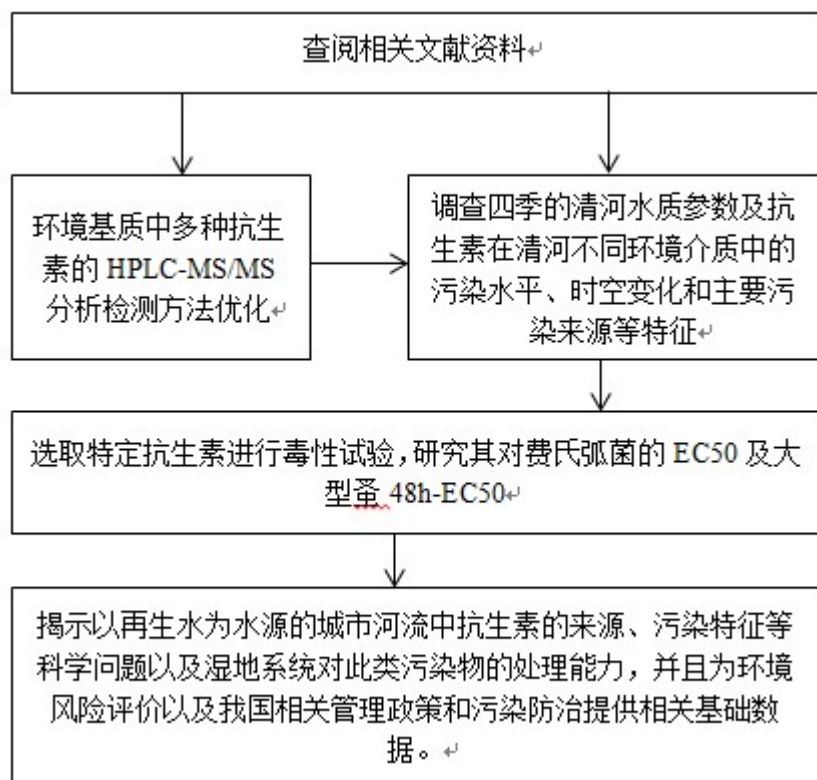 查阅相关文献资料
环境基质中多种抗生
素的 HPLC-MS/MS
分析检测方法优化
调查四季的清河水质参数及抗
生素在清河不同环境介质中的
污染水平、时空变化和主要污
染来源等特征
选取特定抗生素进行毒性试验,研究其对费氏弧菌的 EC50 及大
型蚤 48h-EC50
揭示以再生水为水源的城市河流中抗生素的来源、污染特征等
科学问题以及湿地系统对此类污染物的处理能力，并且为环境
风险评价以及我国相关管理政策和污染防治提供相关基础数
据。